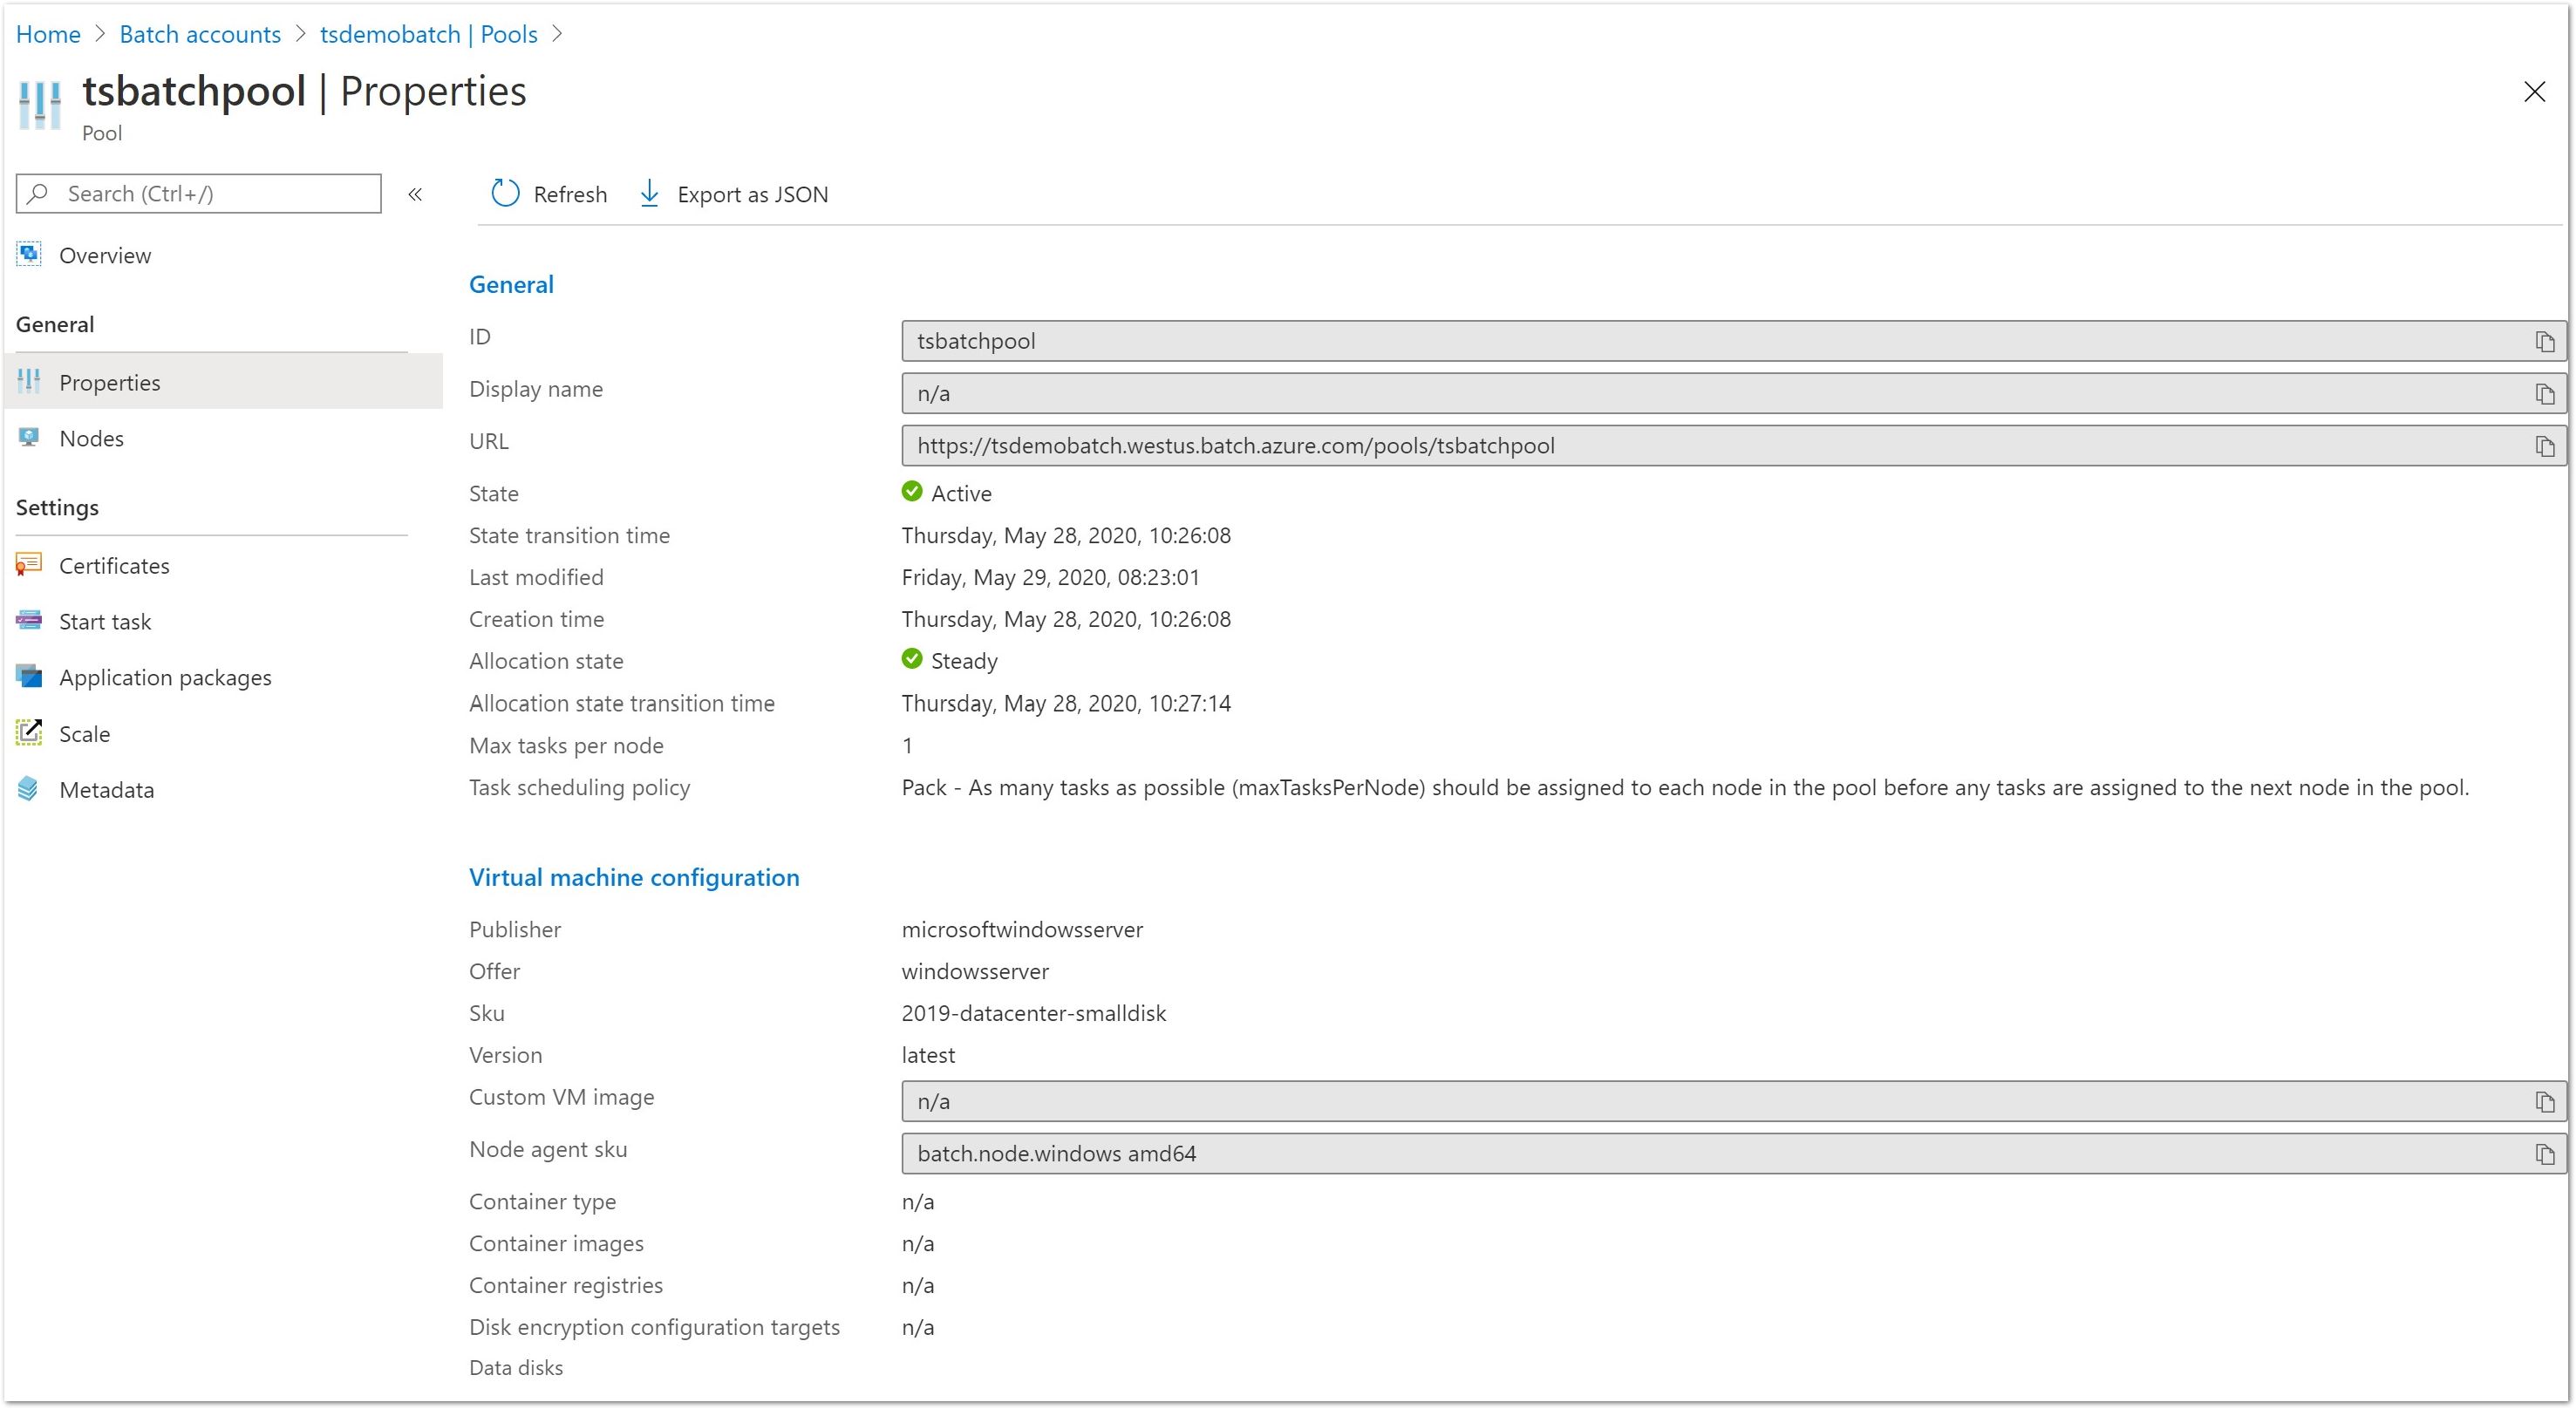 Home > Batch accounts > tsdemobatch | Pools >
tsbatchpool | Properties
Pool
Search (Ctrl+/)
«
Overview
General
Properties
Nodes
Settings
Certificates
Start task
Application packages
Scale
Metadata
Refresh
Export as JSON
General
ID tsbatchpool
Display name n/a
URL https://tsdemobatch.westus.batch.azure.com/pools/tsbatchpool
State Active
State transition time Thursday, May 28, 2020, 10:26:08
Last modified Friday, May 29, 2020, 08:23:01
Creation time Thursday, May 28, 2020, 10:26:08
Allocation state Steady
Allocation state transition time Thursday, May 28, 2020, 10:27:14
Max tasks per node 1
Task scheduling policy Pack - As many tasks as possible (maxTasksPerNode) should be assigned to each node in the pool before any tasks are assigned to the next node in the pool.
Virtual machine configuration
Publisher microsoftwindowsserver
Offer windowsserver
Sku 2019-datacenter-smalldisk
Version latest
Custom VM image n/a
Node agent sku batch.node.windows amd64
Container type n/a
Container images n/a
Container registries n/a
Disk encryption configuration targets n/a
Data disks